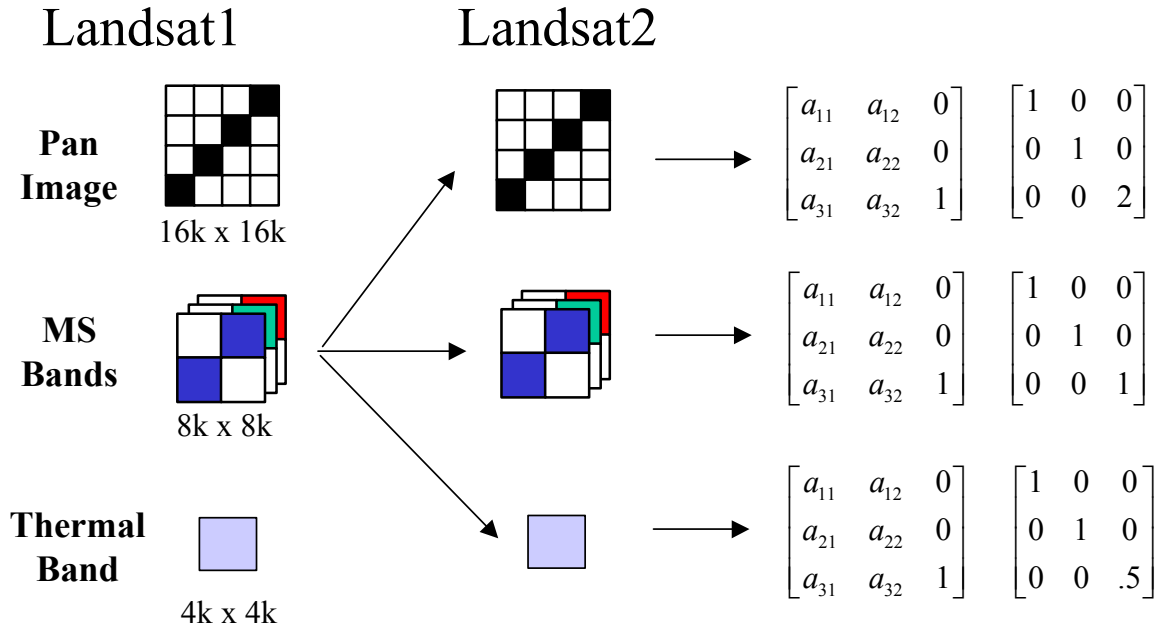 Landsat1 Landsat2
Pan
Image
16k x 16k
a11 a12 0
a21 a22 0
a31 a32 1
1 0 0
0 1 0
0 0 2
MS
Bands
8k x 8k
a11 a12 0
a21 a22 0
a31 a32 1
1 0 0
0 1 0
0 0 1
Thermal
Band
4k x 4k
a11 a12 0
a21 a22 0
a31 a32 1
1 0 0
0 1 0
0 0 .5